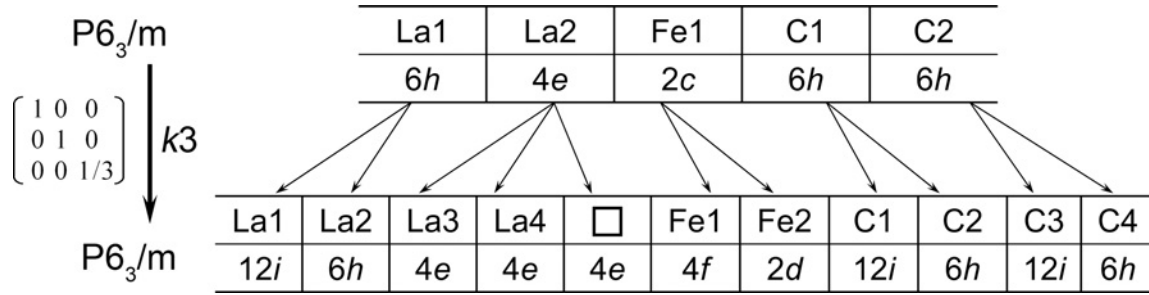 P6₃/m
La1 La2 Fe1 C1 C2
6h 4e 2c 6h 6h
1 0 0
0 1 0
0 0 1/3
k3
La1 La2 La3 La4 □ Fe1 Fe2 C1 C2 C3 C4
P6₃/m
12i 6h 4e 4e 4e 4f 2d 12i 6h 12i 6h